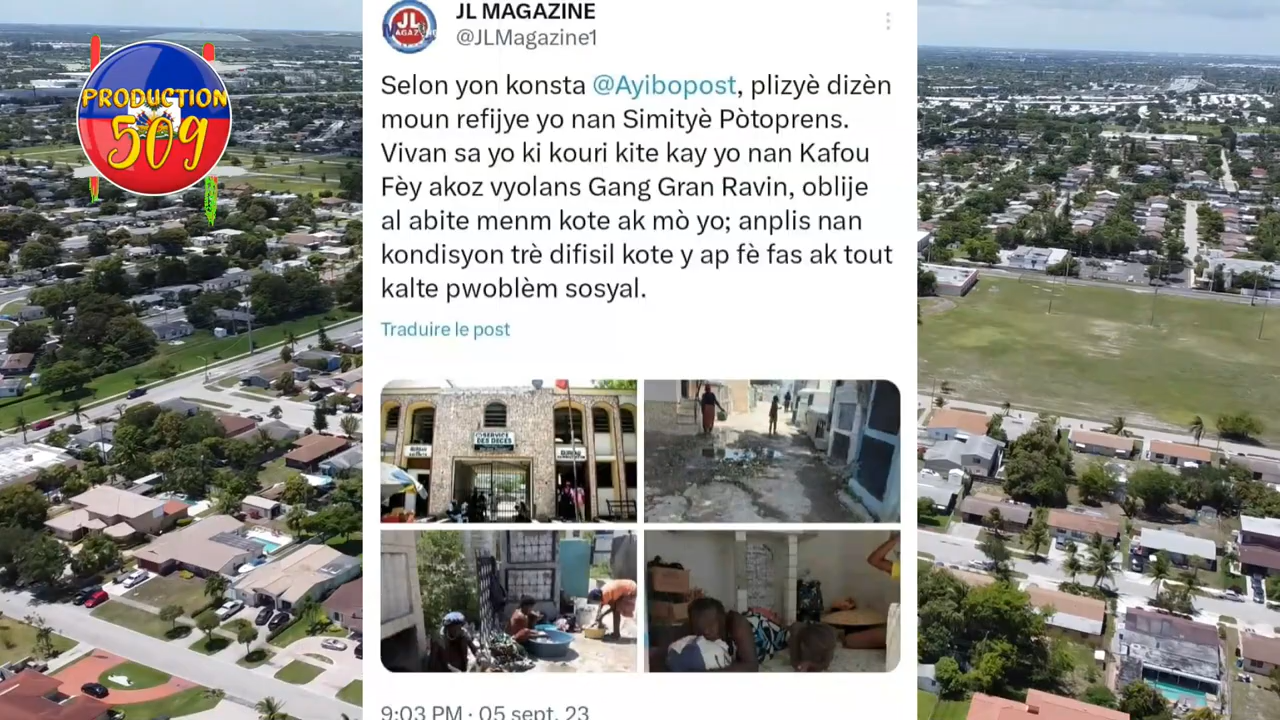 PRODUCTION
509
JL MAGAZINE
@JLMagazine1
Selon yon konsta @Ayibopost, plizyè dizèn
moun refijye yo nan Simityè Pòtoprens.
Vivan sa yo ki kouri kite kay yo nan Kafou
Fèy akoz vyolans Gang Gran Ravin, oblije
al abite menm kote ak mò yo; anplis nan
kondisyon trè difisil kote y ap fè fas ak tout
kalte pwoblèm sosyal.
Traduire le post
SERVICE
DES DECES
BUREAU
9:03 PM · 05 sept. 23